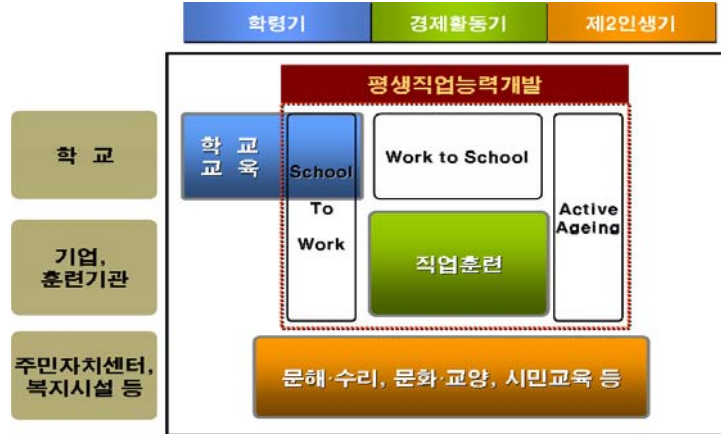 학령기
경제활동기
제2인생기
평생직업능력개발
학 교
학 교
교 육
School
To
Work
Work to School
Active
Ageing
기업,
훈련기관
직업훈련
주민자치센터,
복지시설 등
문해·수리, 문화·교양, 시민교육 등